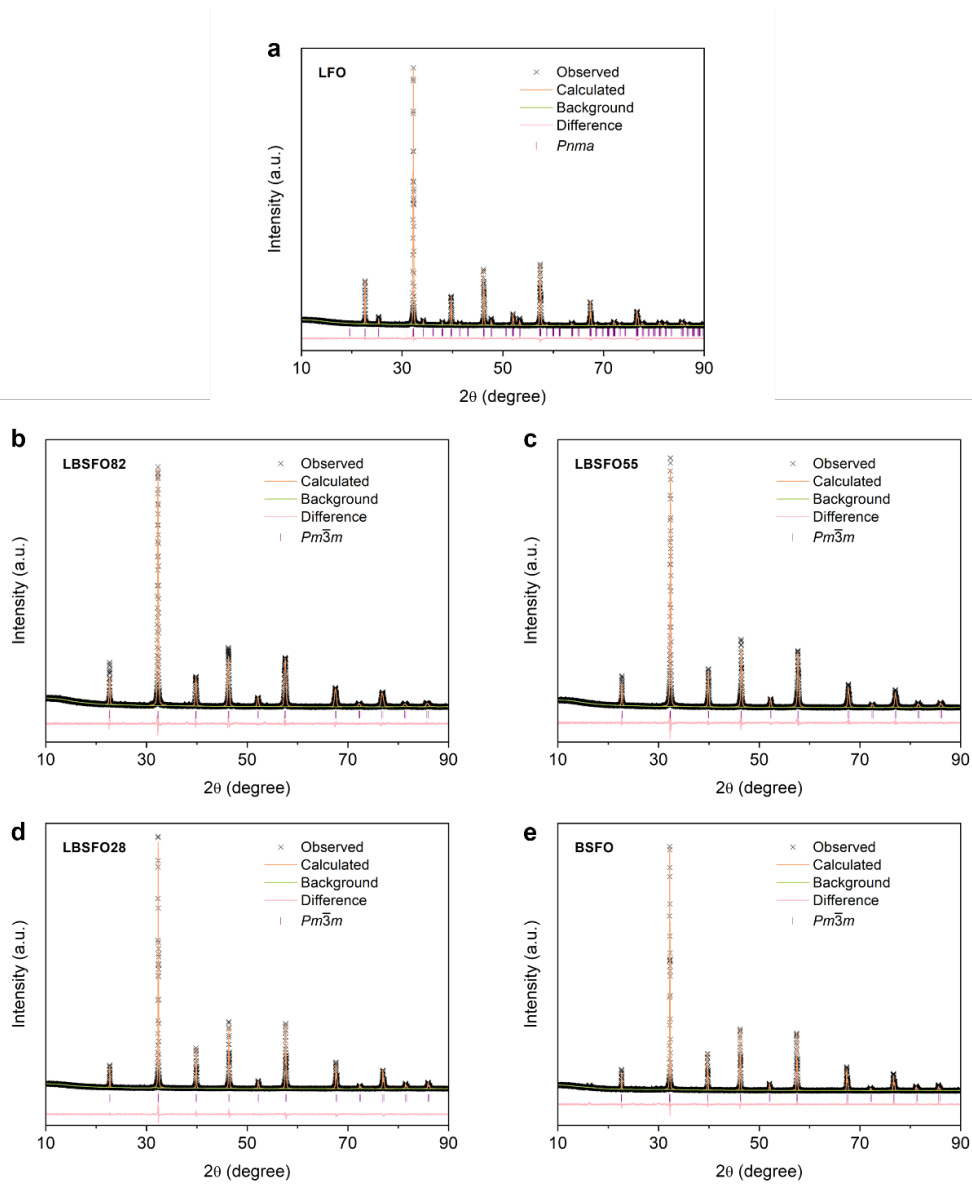 a
LFO
Observed
Calculated
Background
Difference
Pnma
Intensity (a.u.)
10 30 50 70 90
2θ (degree)
b
LBSFO82
Observed
Calculated
Background
Difference
Pm3̅m
Intensity (a.u.)
10 30 50 70 90
2θ (degree)
c
LBSFO55
Observed
Calculated
Background
Difference
Pm3̅m
Intensity (a.u.)
10 30 50 70 90
2θ (degree)
d
LBSFO28
Observed
Calculated
Background
Difference
Pm3̅m
Intensity (a.u.)
10 30 50 70 90
2θ (degree)
e
BSFO
Observed
Calculated
Background
Difference
Pm3̅m
Intensity (a.u.)
10 30 50 70 90
2θ (degree)